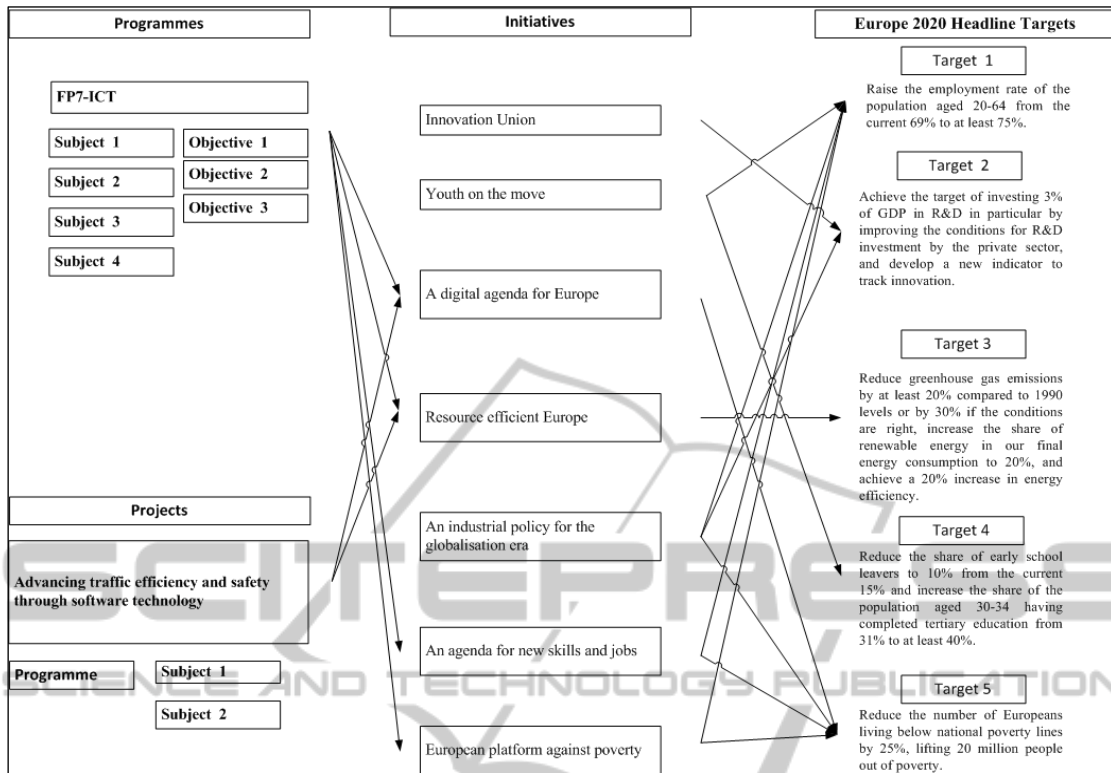 Programmes
FP7-ICT
Subject 1
Objective 1
Subject 2
Objective 2
Subject 3
Objective 3
Subject 4
Projects
Advancing traffic efficiency and safety
through software technology
Programme
Subject 1
Subject 2
Initiatives
Innovation Union
Youth on the move
A digital agenda for Europe
Resource efficient Europe
An industrial policy for the
globalisation era
An agenda for new skills and jobs
European platform against poverty
Europe 2020 Headline Targets
Target 1
Raise the employment rate of the
population aged 20-64 from the
current 69% to at least 75%.
Target 2
Achieve the target of investing 3%
of GDP in R&D in particular by
improving the conditions for R&D
investment by the private sector,
and develop a new indicator to
track innovation.
Target 3
Reduce greenhouse gas emissions
by at least 20% compared to 1990
levels or by 30% if the conditions
are right, increase the share of
renewable energy in our final
energy consumption to 20%, and
achieve a 20% increase in energy
efficiency.
Target 4
Reduce the share of early school
leavers to 10% from the current
15% and increase the share of the
population aged 30-34 having
completed tertiary education from
31% to at least 40%.
Target 5
Reduce the number of Europeans
living below national poverty lines
by 25%, lifting 20 million people
out of poverty.
SCITEPRESS
SCIENCE AND TECHNOLOGY PUBLICATION